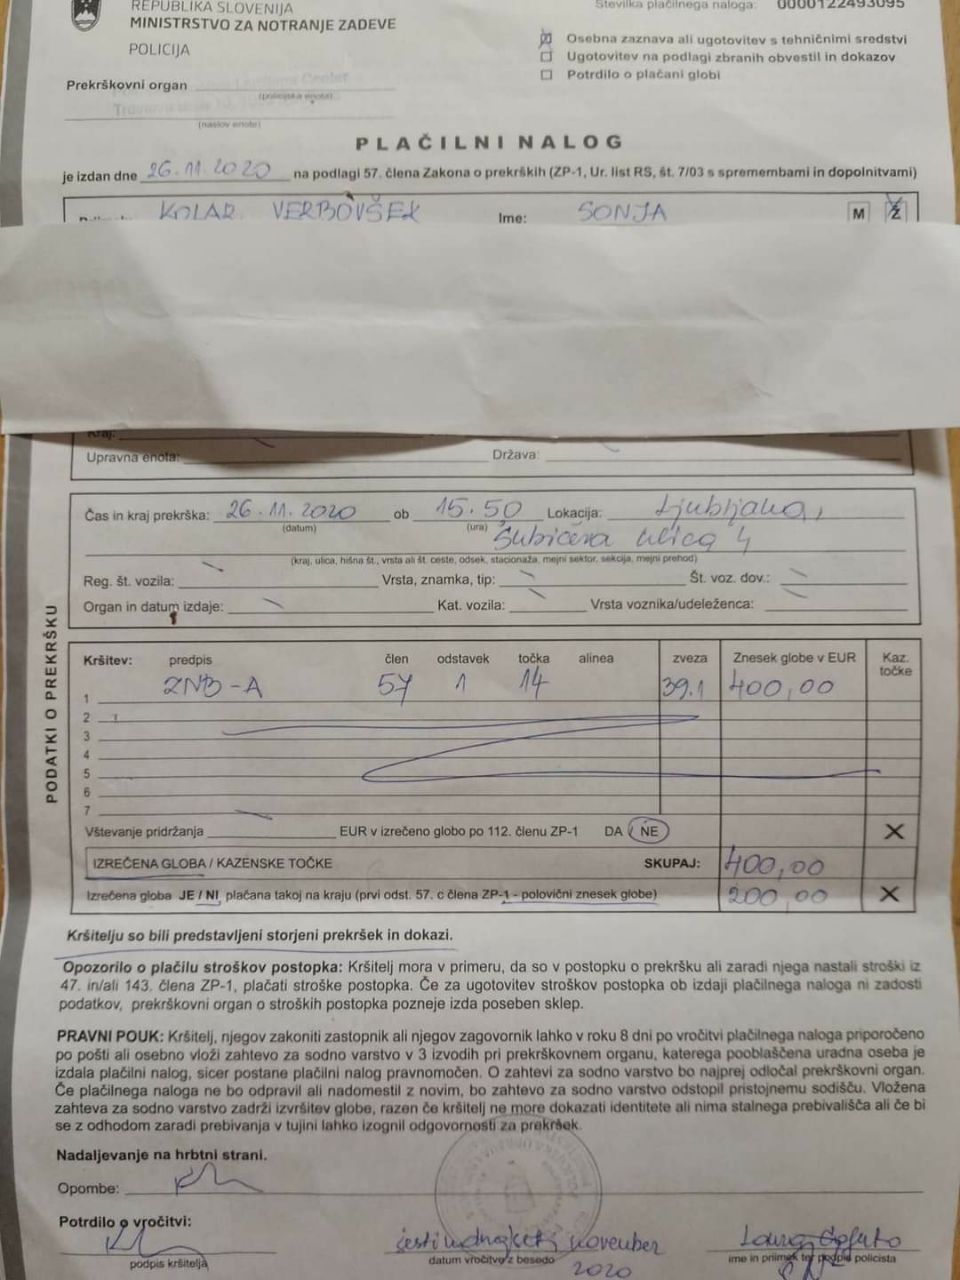 REPUBLIKA SLOVENIJA
MINISTRSTVO ZA NOTRANJE ZADEVE
POLICIJA
Številka plačilnega naloga: 0000122493095
Osebna zaznava ali ugotovitev s tehničnimi sredstvi
Ugotovitev na podlagi zbranih obvestil in dokazov
Potrdilo o plačani globi
Prekrškovni organ
(policijska enota)
(naslov enote)
PLAČILNI NALOG
je izdan dne 26.11.2020 na podlagi 57. člena Zakona o prekrških (ZP-1, Ur. list RS, št. 7/03 s spremembami in dopolnitvami)
KOLAR VERBOVŠEK Ime: SONJA M Ž
Kraj:
Upravna enota: Država:
PODATKI O PREKRŠKU
Čas in kraj prekrška: 26.11.2020 ob 15.50 Lokacija: Ljubljana,
(datum) (ura) Šubičeva ulica 4
(kraj, ulica, hišna št., vrsta ali št. ceste, odsek, stacionaža, mejni sektor, sekcija, mejni prehod)
Reg. št. vozila: Vrsta, znamka, tip: Št. voz. dov.:
Organ in datum izdaje: Kat. vozila: Vrsta voznika/udeleženca:
Kršitev: predpis člen odstavek točka alinea zveza Znesek globe v EUR Kaz. točke
1 ZNB-A 57 1 14 39.1 400,00
2
3
4
5
6
7
Vštevanje pridržanja EUR v izrečeno globo po 112. členu ZP-1 DA NE X
IZREČENA GLOBA / KAZENSKE TOČKE SKUPAJ: 400,00
Izrečena globa JE / NI plačana takoj na kraju (prvi odst. 57. c člena ZP-1 - polovični znesek globe) 200,00 X
Kršitelju so bili predstavljeni storjeni prekršek in dokazi.
Opozorilo o plačilu stroškov postopka: Kršitelj mora v primeru, da so v postopku o prekršku ali zaradi njega nastali stroški iz
47. in/ali 143. člena ZP-1, plačati stroške postopka. Če za ugotovitev stroškov postopka ob izdaji plačilnega naloga ni zadosti
podatkov, prekrškovni organ o stroških postopka pozneje izda poseben sklep.
PRAVNI POUK: Kršitelj, njegov zakoniti zastopnik ali njegov zagovornik lahko v roku 8 dni po vročitvi plačilnega naloga priporočeno
po pošti ali osebno vloži zahtevo za sodno varstvo v 3 izvodih pri prekrškovnem organu, katerega pooblaščena uradna oseba je
izdala plačilni nalog, sicer postane plačilni nalog pravnomočen. O zahtevi za sodno varstvo bo najprej odločal prekrškovni organ.
Če plačilnega naloga ne bo odpravil ali nadomestil z novim, bo zahtevo za sodno varstvo odstopil pristojnemu sodišču. Vložena
zahteva za sodno varstvo zadrži izvršitev globe, razen če kršitelj ne more dokazati identitete ali nima stalnega prebivališča ali če bi
se z odhodom zaradi prebivanja v tujini lahko izognil odgovornosti za prekršek.
Nadaljevanje na hrbtni strani.
Opombe:
Potrdilo o vročitvi:
november
podpis kršitelja datum vročitve z besedo ime in priimek ter podpis policista
2020